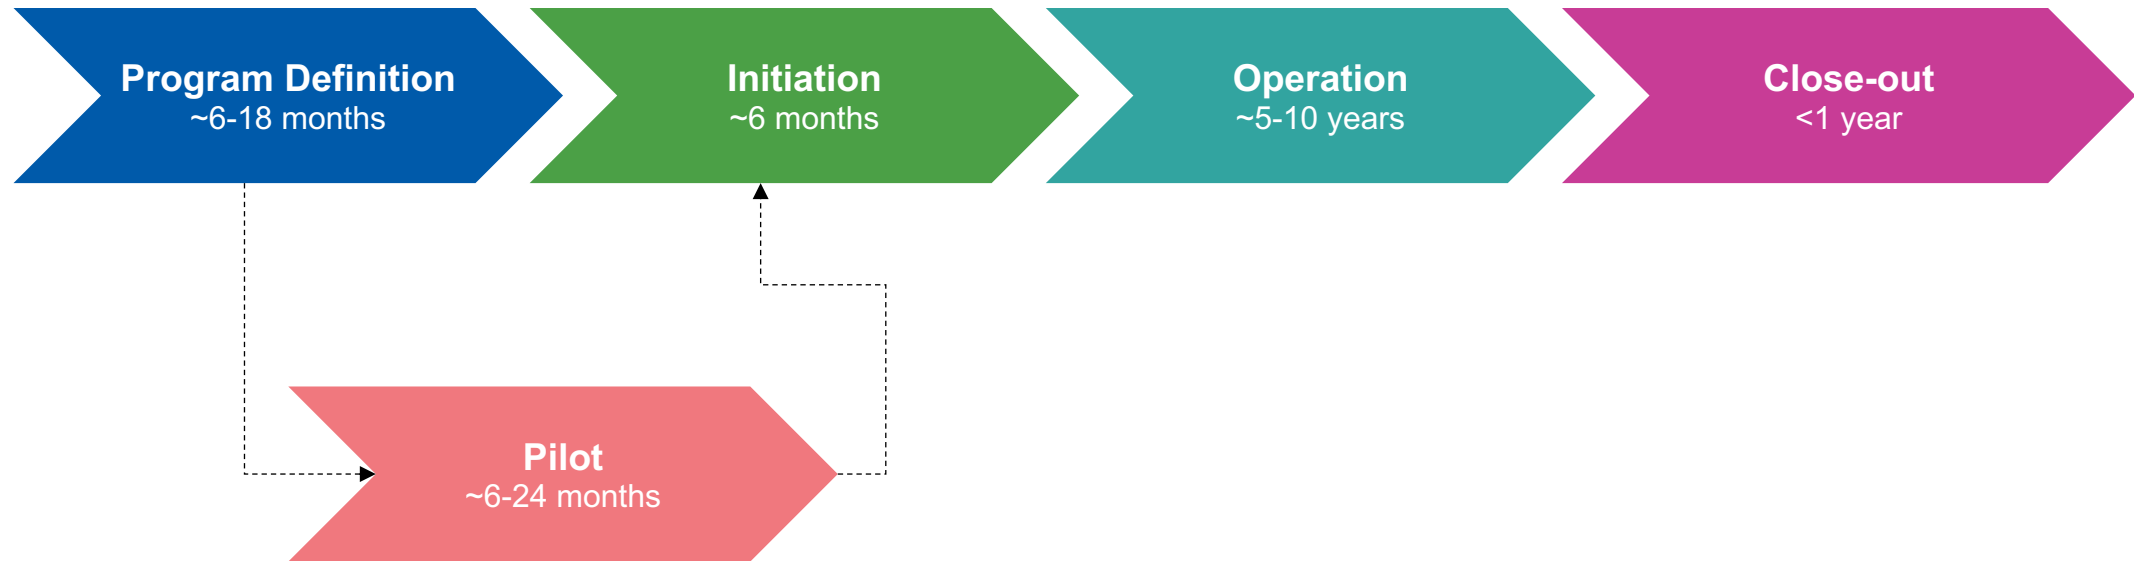 Program Definition
~6-18 months
Initiation
~6 months
Operation
~5-10 years
Close-out
<1 year
Pilot
~6-24 months